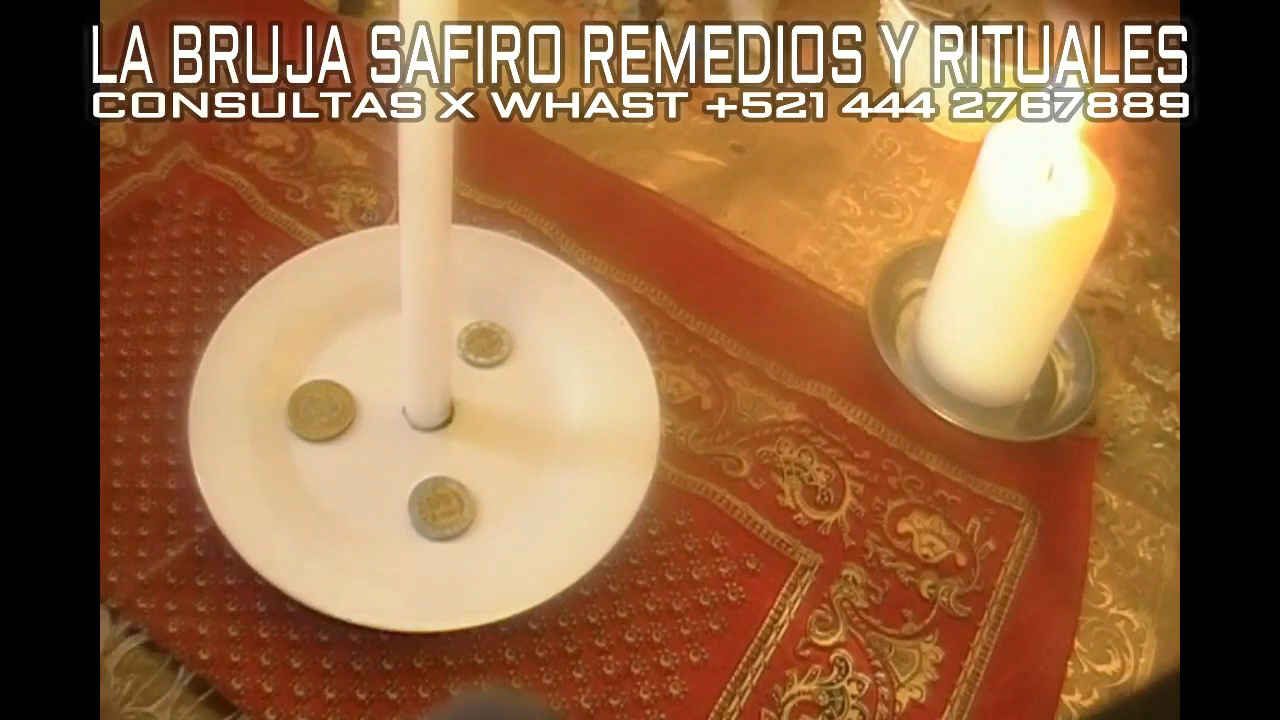 LA BRUJA SAFIRO REMEDIOS Y RITUALES
CONSULTAS X WHAST +521 444 2767889